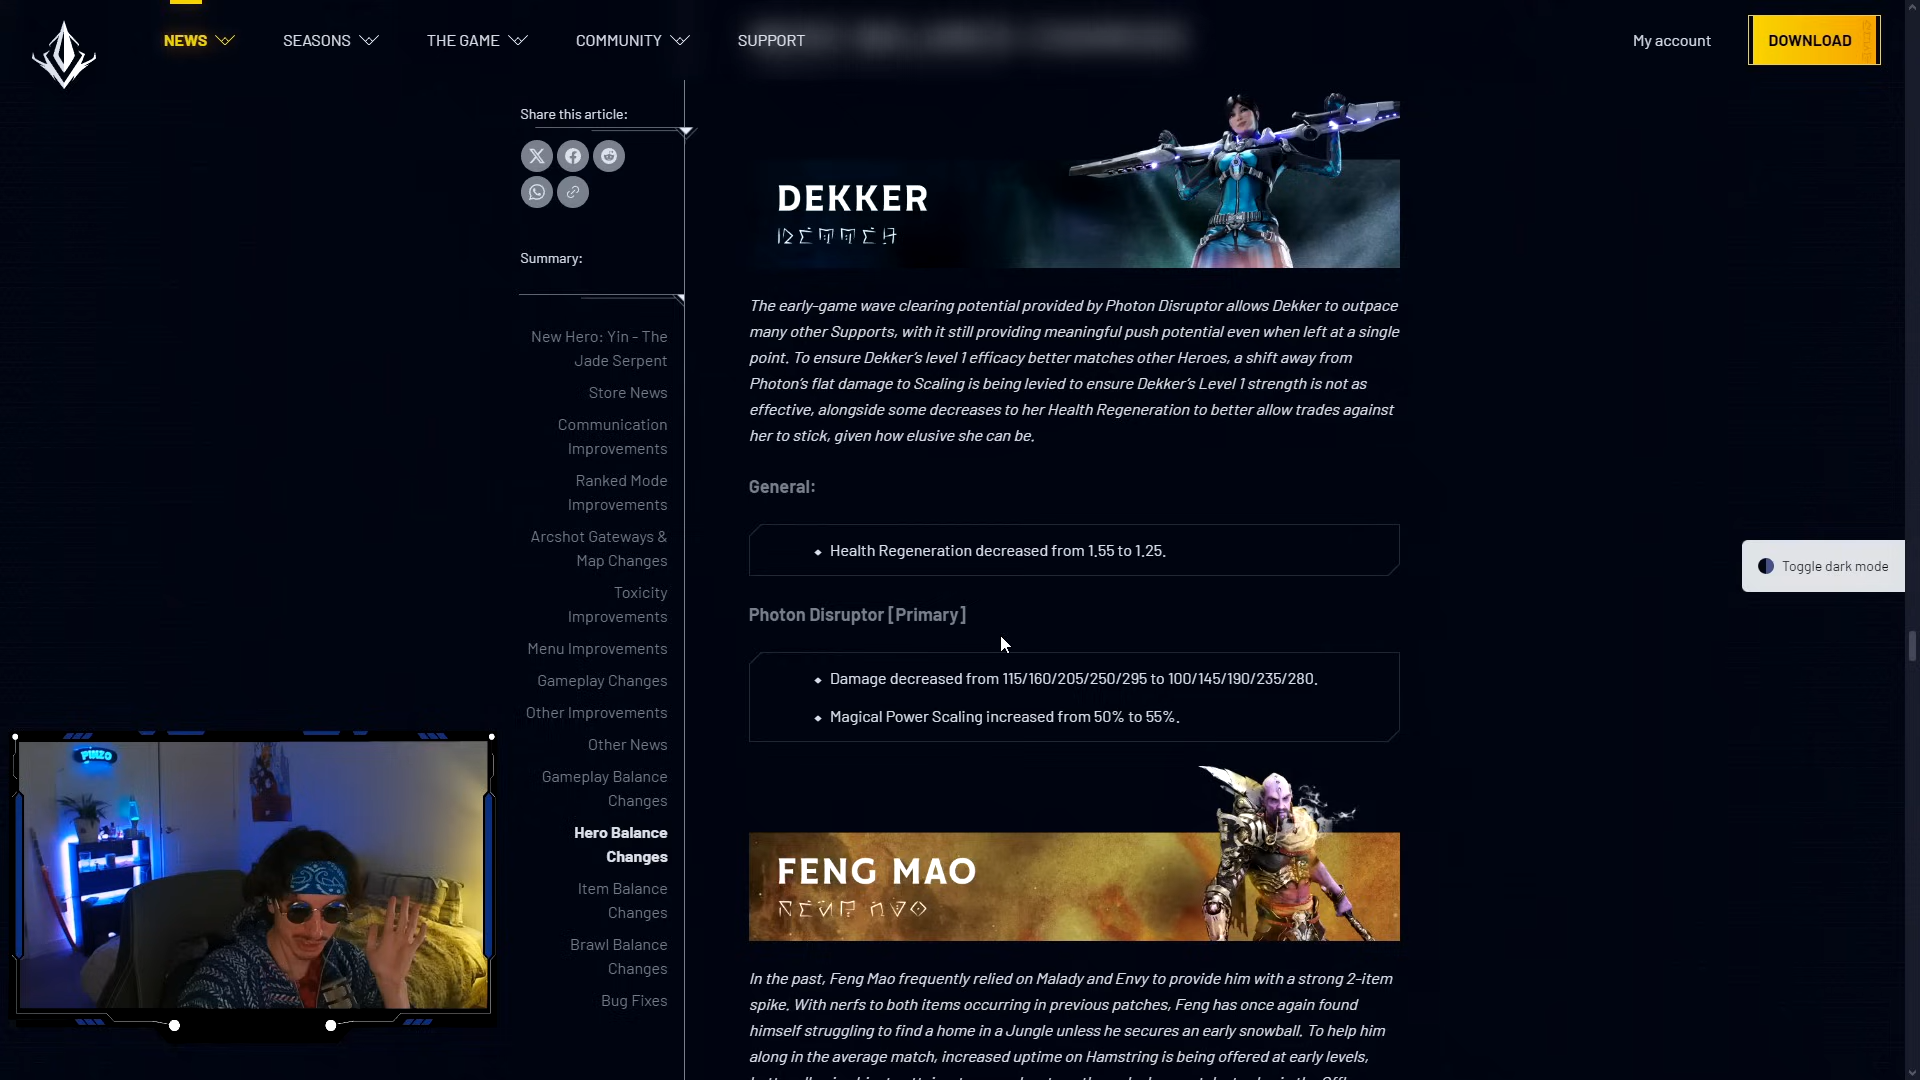 NEWS
SEASONS
THE GAME
COMMUNITY
SUPPORT
My account
DOWNLOAD
Share this article:
Summary:
New Hero: Yin - The
Jade Serpent
Store News
Communication
Improvements
Ranked Mode
Improvements
Arcshot Gateways &
Map Changes
Toxicity
Improvements
Menu Improvements
Gameplay Changes
Other Improvements
Other News
Gameplay Balance
Changes
Hero Balance
Changes
Item Balance
Changes
Brawl Balance
Changes
Bug Fixes
DEKKER
The early-game wave clearing potential provided by Photon Disruptor allows Dekker to outpace
many other Supports, with it still providing meaningful push potential even when left at a single
point. To ensure Dekker's level 1 efficacy better matches other Heroes, a shift away from
Photon's flat damage to Scaling is being levied to ensure Dekker's Level 1 strength is not as
effective, alongside some decreases to her Health Regeneration to better allow trades against
her to stick, given how elusive she can be.
General:
Health Regeneration decreased from 1.55 to 1.25.
Photon Disruptor [Primary]
Damage decreased from 115/160/205/250/295 to 100/145/190/235/280.
Magical Power Scaling increased from 50% to 55%.
FENG MAO
In the past, Feng Mao frequently relied on Malady and Envy to provide him with a strong 2-item
spike. With nerfs to both items occurring in previous patches, Feng has once again found
himself struggling to find a home in a Jungle unless he secures an early snowball. To help him
along in the average match, increased uptime on Hamstring is being offered at early levels,
Toggle dark mode
PINZO